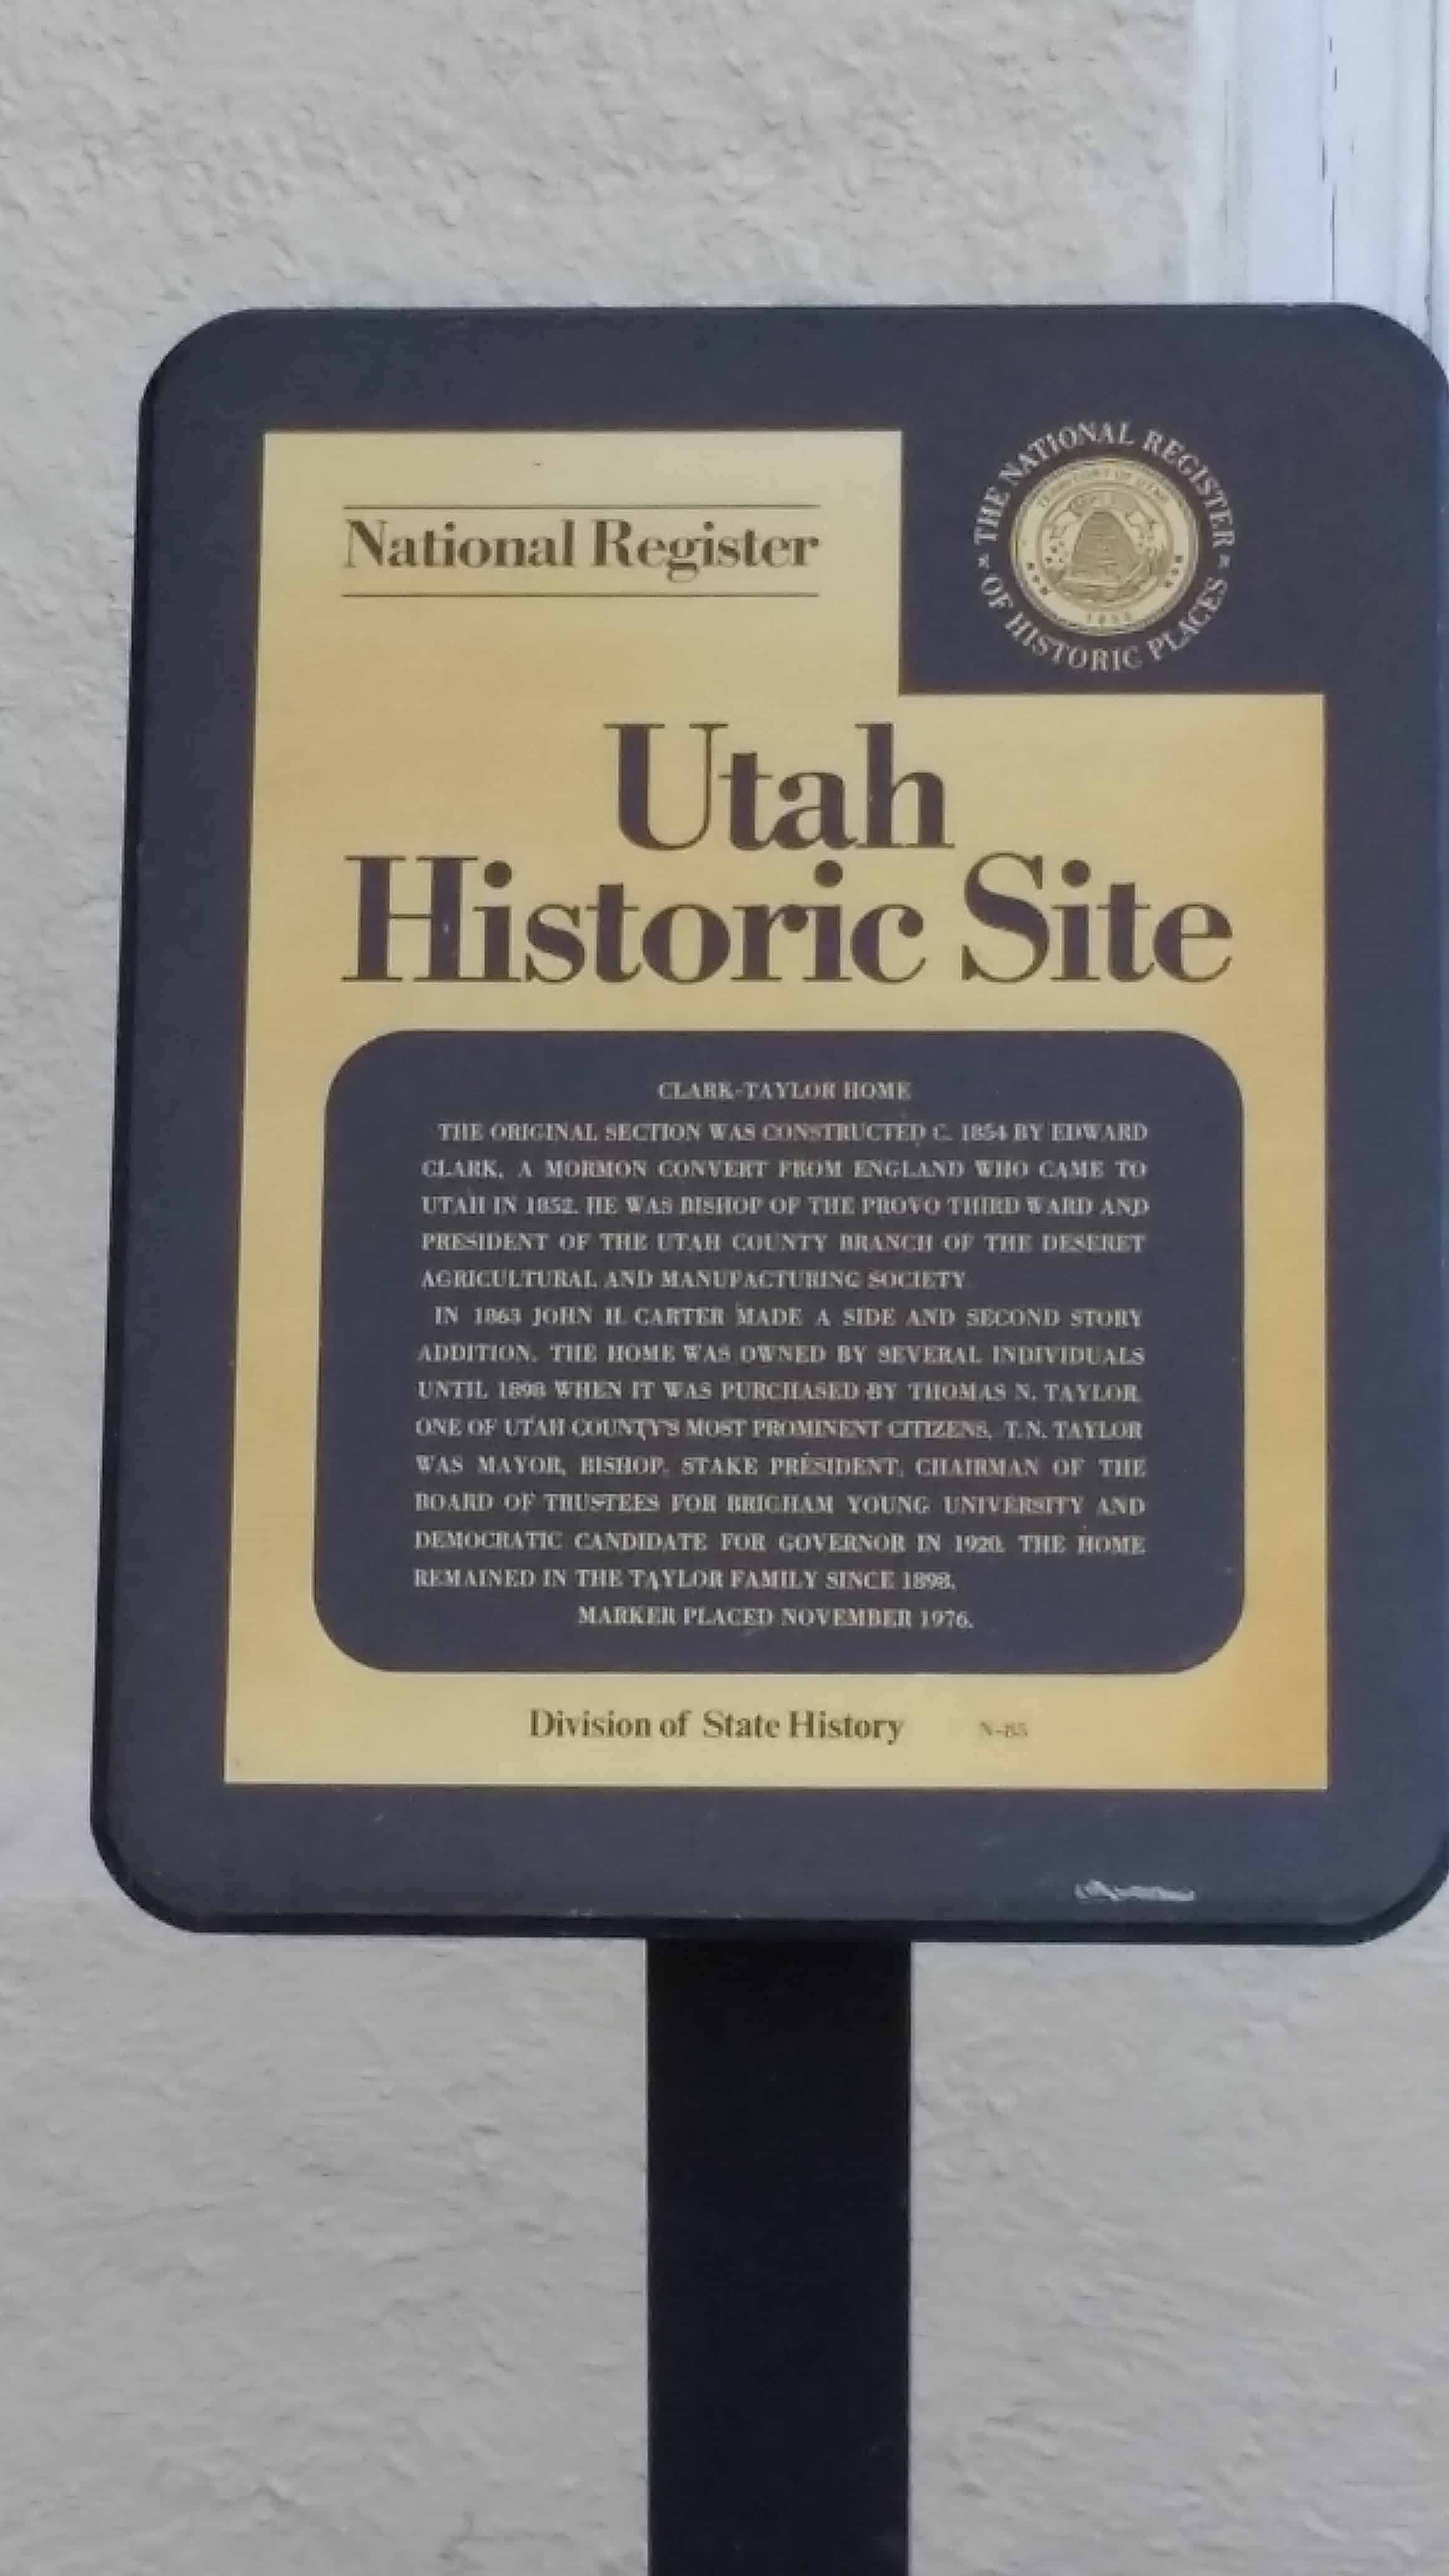 National Register
THE NATIONAL REGISTER
OF HISTORIC PLACES
Utah
Historic Site
CLARK-TAYLOR HOME
THE ORIGINAL SECTION WAS CONSTRUCTED C. 1854 BY EDWARD
CLARK, A MORMON CONVERT FROM ENGLAND WHO CAME TO
UTAH IN 1852. HE WAS BISHOP OF THE PROVO THIRD WARD AND
PRESIDENT OF THE UTAH COUNTY BRANCH OF THE DESERET
AGRICULTURAL AND MANUFACTURING SOCIETY
IN 1863 JOHN H. CARTER MADE A SIDE AND SECOND STORY
ADDITION. THE HOME WAS OWNED BY SEVERAL INDIVIDUALS
UNTIL 1898 WHEN IT WAS PURCHASED BY THOMAS N. TAYLOR,
ONE OF UTAH COUNTY'S MOST PROMINENT CITIZENS. T.N. TAYLOR
WAS MAYOR, BISHOP, STAKE PRESIDENT, CHAIRMAN OF THE
BOARD OF TRUSTEES FOR BRIGHAM YOUNG UNIVERSITY AND
DEMOCRATIC CANDIDATE FOR GOVERNOR IN 1920. THE HOME
REMAINED IN THE TAYLOR FAMILY SINCE 1898.
MARKER PLACED NOVEMBER 1976.
Division of State History N-85